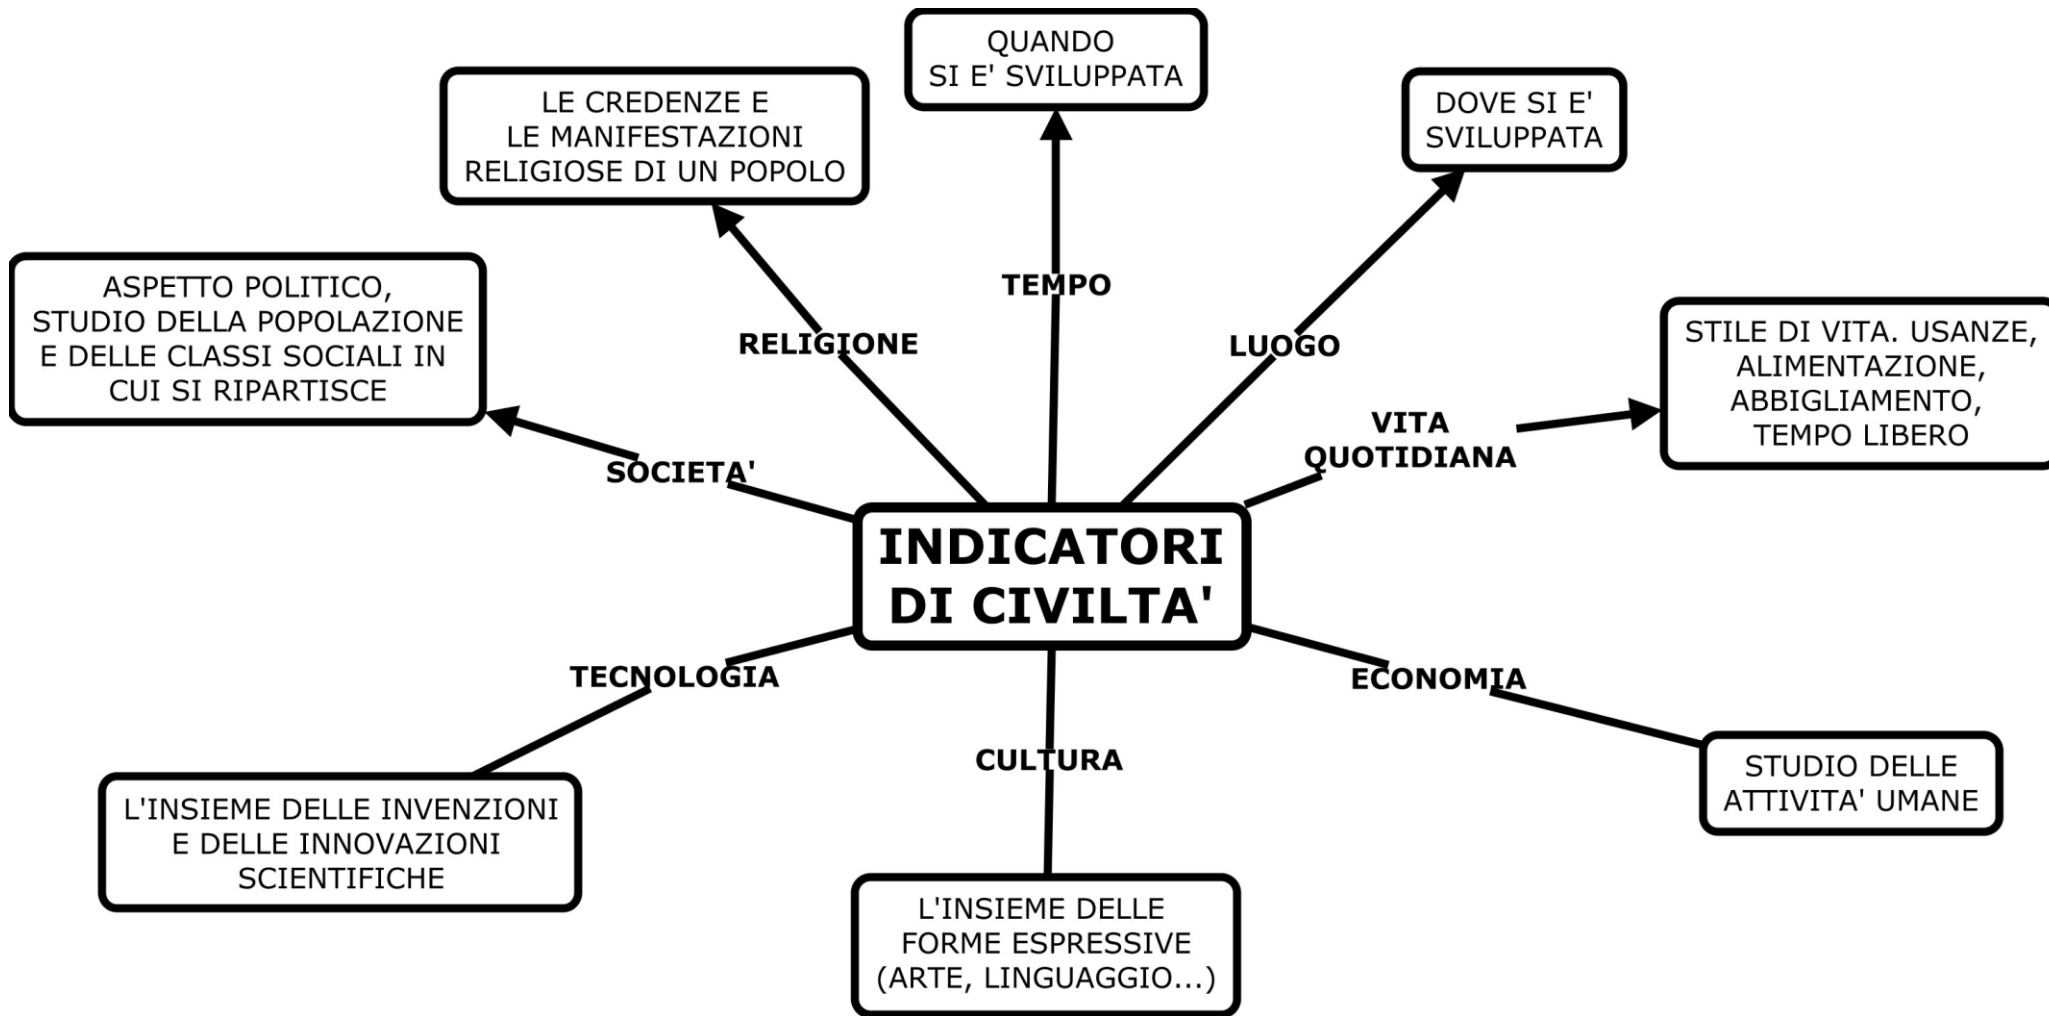 QUANDO
SI E' SVILUPPATA
LE CREDENZE E
LE MANIFESTAZIONI
RELIGIOSE DI UN POPOLO
DOVE SI E'
SVILUPPATA
ASPETTO POLITICO,
STUDIO DELLA POPOLAZIONE
E DELLE CLASSI SOCIALI IN
CUI SI RIPARTISCE
TEMPO
RELIGIONE
LUOGO
STILE DI VITA. USANZE,
ALIMENTAZIONE,
ABBIGLIAMENTO,
TEMPO LIBERO
VITA
QUOTIDIANA
SOCIETA'
INDICATORI
DI CIVILTA'
TECNOLOGIA
ECONOMIA
CULTURA
STUDIO DELLE
ATTIVITA' UMANE
L'INSIEME DELLE INVENZIONI
E DELLE INNOVAZIONI
SCIENTIFICHE
L'INSIEME DELLE
FORME ESPRESSIVE
(ARTE, LINGUAGGIO...)